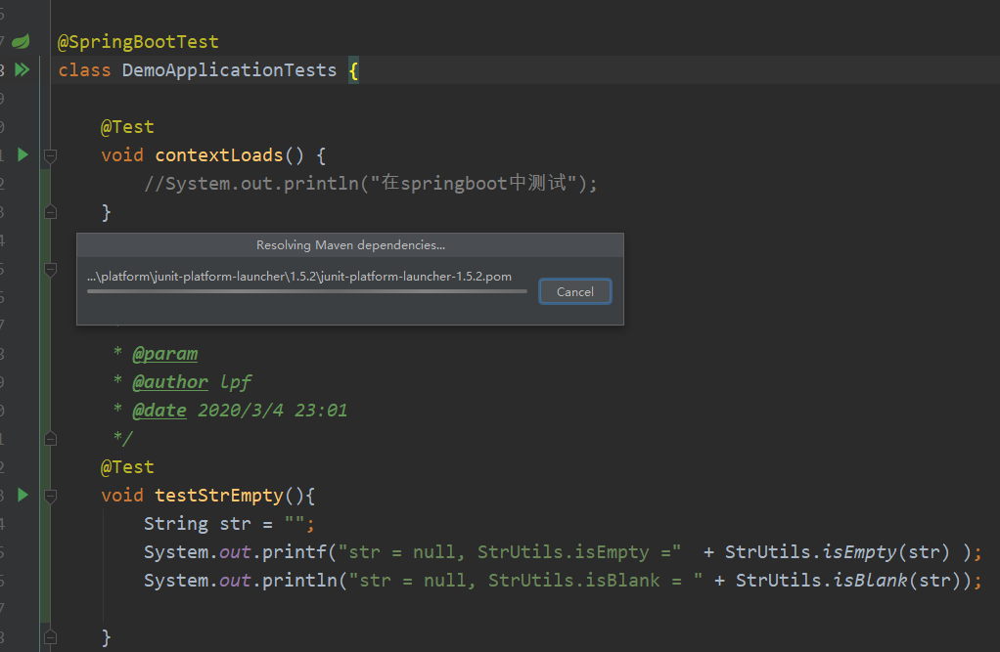 @SpringBootTest
class DemoApplicationTests {
@Test
void contextLoads() {
//System.out.println("在springboot中测试");
}
Resolving Maven dependencies...
...\platform\junit-platform-launcher\1.5.2\junit-platform-launcher-1.5.2.pom
Cancel
* @param
* @author lpf
* @date 2020/3/4 23:01
*/
@Test
void testStrEmpty(){
String str = "";
System.out.printf("str = null, StrUtils.isEmpty =" + StrUtils.isEmpty(str) );
System.out.println("str = null, StrUtils.isBlank = " + StrUtils.isBlank(str));
}